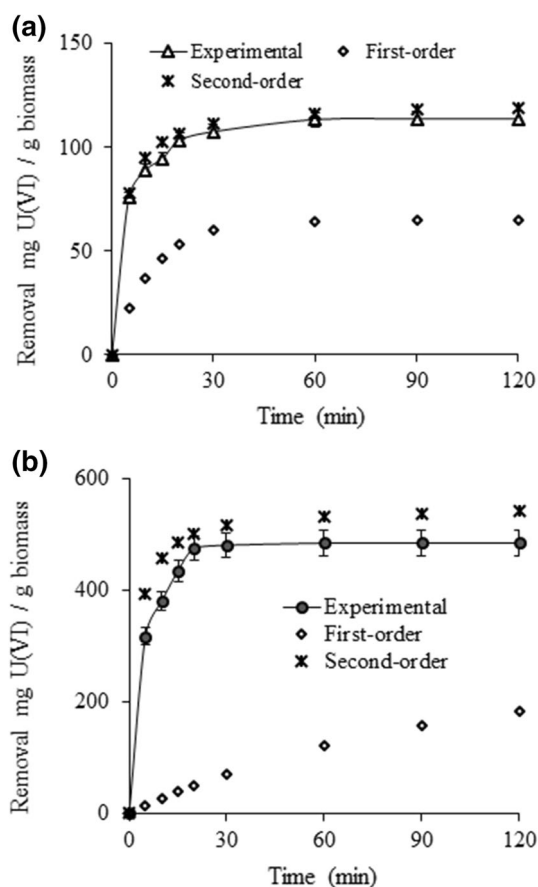 (a)
150
Experimental
First-order
Second-order
100
50
0
Removal mg U(VI) / g biomass
0 30 60 90 120
Time (min)
(b)
600
400
200
0
Removal mg U(VI) / g biomass
Experimental
First-order
Second-order
0 30 60 90 120
Time (min)